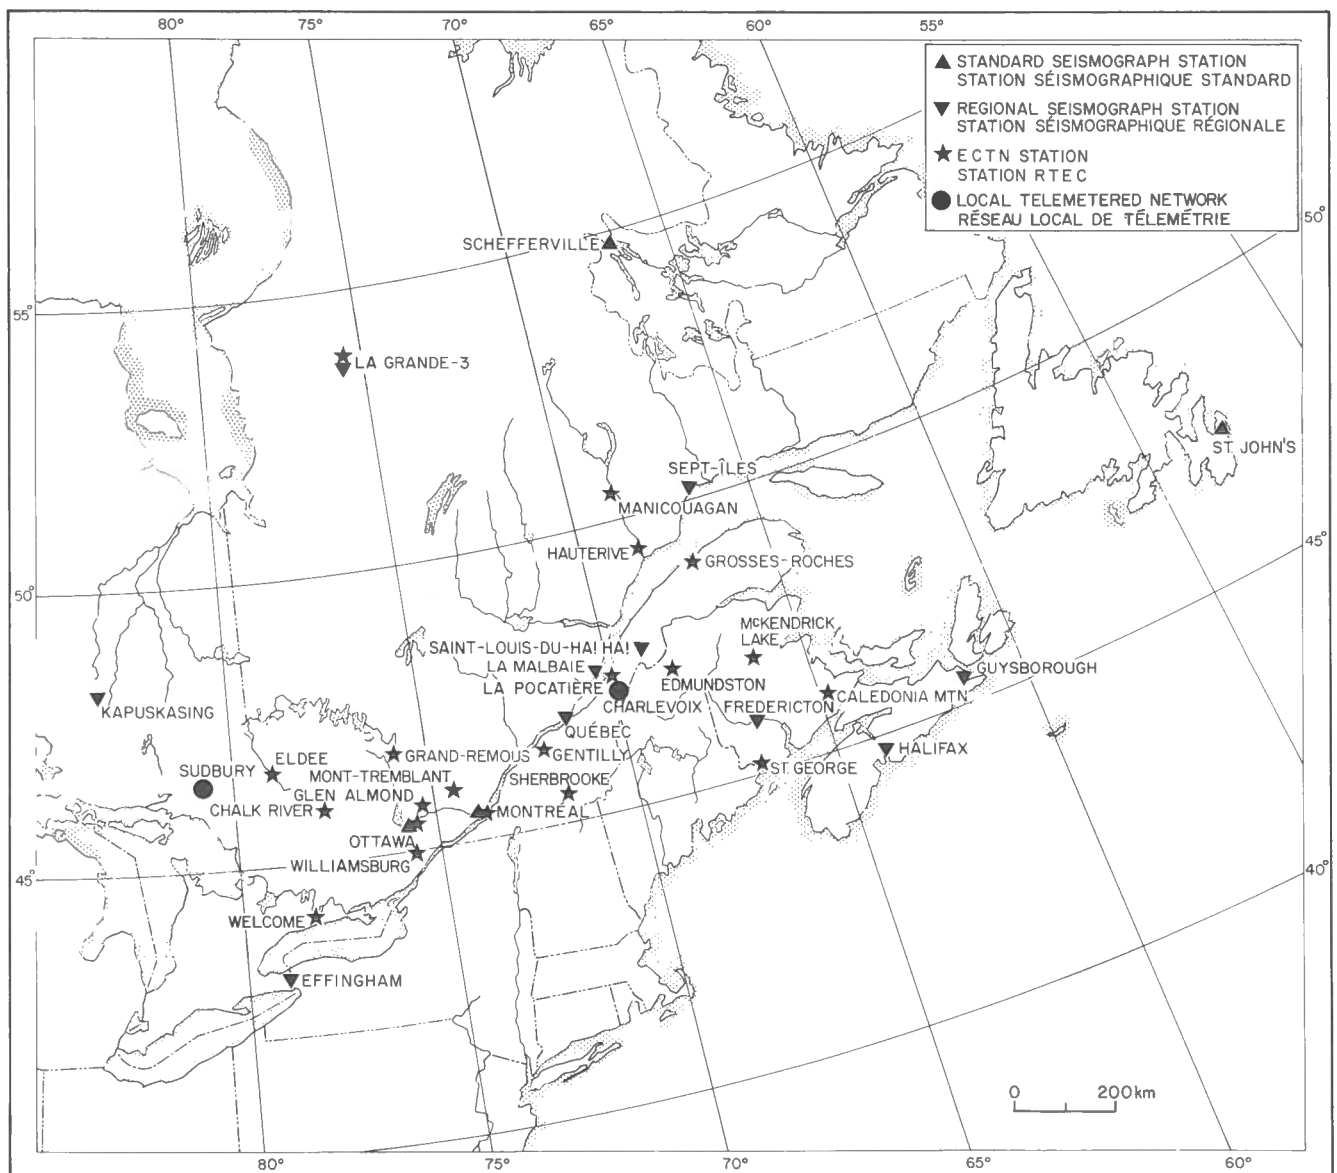 80°
75°
70°
65°
60°
55°
▲ STANDARD SEISMOGRAPH STATION
STATION SÉISMOGRAPHIQUE STANDARD
▼ REGIONAL SEISMOGRAPH STATION
STATION SÉISMOGRAPHIQUE RÉGIONALE
★ ECTN STATION
STATION RTEC
● LOCAL TELEMETERED NETWORK
RÉSEAU LOCAL DE TÉLEMÉTRIE
50°
SCHEFFERVILLE
55°
LA GRANDE-3
ST. JOHN'S
SEPT-ÎLES
MANICOUAGAN
45°
HAUTERIVE
GROSSES-ROCHES
50°
McKENDRICK
LAKE
SAINT-LOUIS-DU-HA! HA!
LA MALBAIE
GUYSBOROUGH
LA POCATIÈRE
EDMUNDSTON
CALEDONIA MTN
CHARLEVOIX
FREDERICTON
KAPUSKASING
QUÉBEC
HALIFAX
GRAND-REMOUS
GENTILLY
ELDEE
ST. GEORGE
SUDBURY
MONT-TREMBLANT
SHERBROOKE
GLEN ALMOND
CHALK RIVER
MONTRÉAL
OTTAWA
WILLIAMSBURG
40°
45°
WELCOME
EFFINGHAM
0 200 km
80°
75°
70°
65°
60°